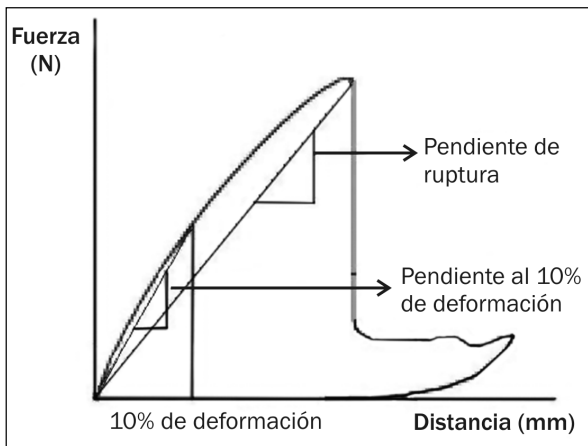 Fuerza
(N)
Pendiente de
ruptura
Pendiente al 10%
de deformación
10% de deformación
Distancia (mm)